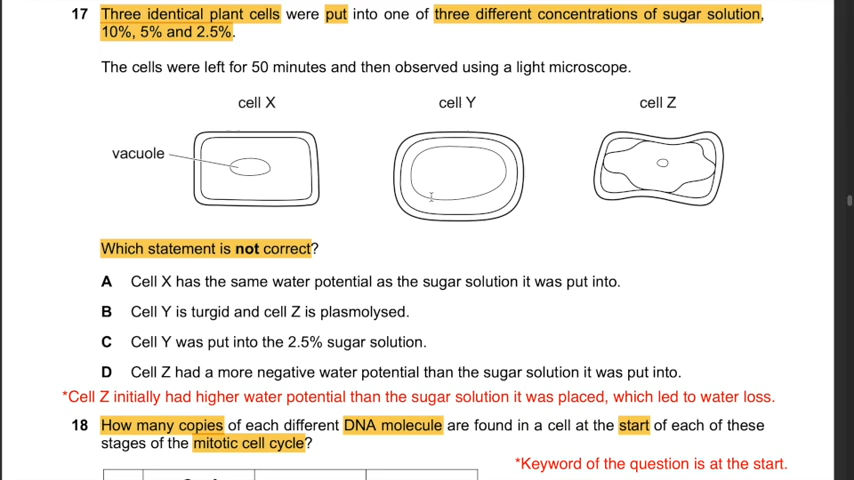 17 Three identical plant cells were put into one of three different concentrations of sugar solution,
10%, 5% and 2.5%.
The cells were left for 50 minutes and then observed using a light microscope.
cell X cell Y cell Z
vacuole
Which statement is not correct?
A Cell X has the same water potential as the sugar solution it was put into.
B Cell Y is turgid and cell Z is plasmolysed.
C Cell Y was put into the 2.5% sugar solution.
D Cell Z had a more negative water potential than the sugar solution it was put into.
*Cell Z initially had higher water potential than the sugar solution it was placed, which led to water loss.
18 How many copies of each different DNA molecule are found in a cell at the start of each of these
stages of the mitotic cell cycle?
*Keyword of the question is at the start.